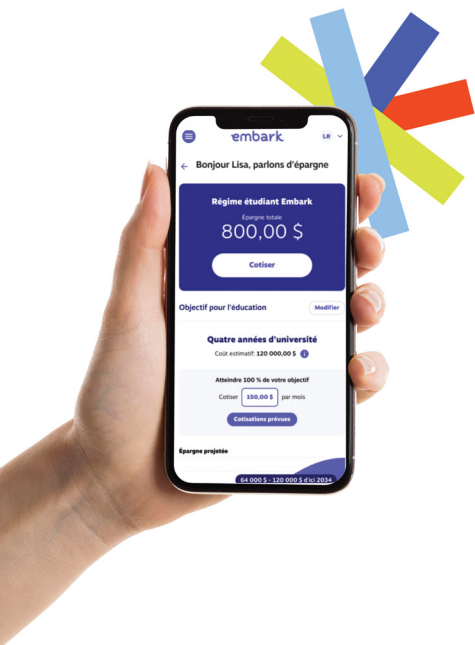 embark
LR
← Bonjour Lisa, parlons d'épargne
Régime étudiant Embark
Épargne totale
800,00 $
Cotiser
Objectif pour l'éducation Modifier
Quatre années d'université
Coût estimatif: 120 000,00 $ i
Atteindre 100 % de votre objectif
Cotiser 150,00 $ par mois
Cotisations prévues
Épargne projetée
64 000 $ - 120 000 $ d'ici 2034